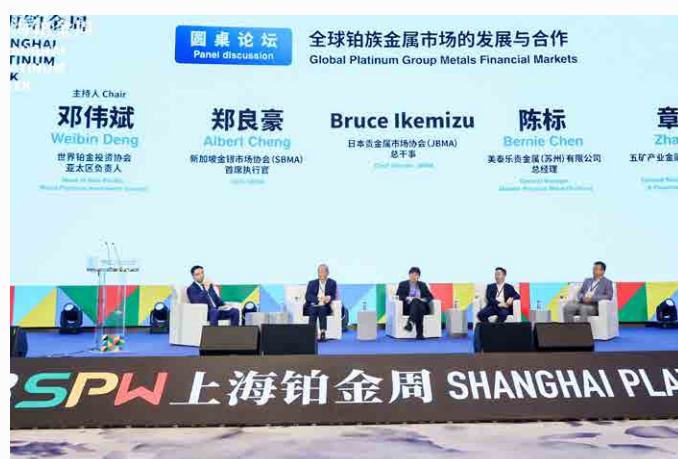 海铂金周
ANGHAI
TINUM
K
圆桌论坛
Panel discussion
全球铂族金属市场的发展与合作
Global Platinum Group Metals Financial Markets
主持人 Chair
邓伟斌
Weibin Deng
世界铂金投资协会
亚太区负责人
郑良豪
Albert Cheng
新加坡金银市场协会(SBMA)
首席执行官
Bruce Ikemizu
日本贵金属市场协会(JBMA)
总干事
陈标
Bernie Chen
美泰乐贵金属(苏州)有限公司
总经理
章
Zha
五矿产业金
SPW 上海铂金周 SHANGHAI PLA